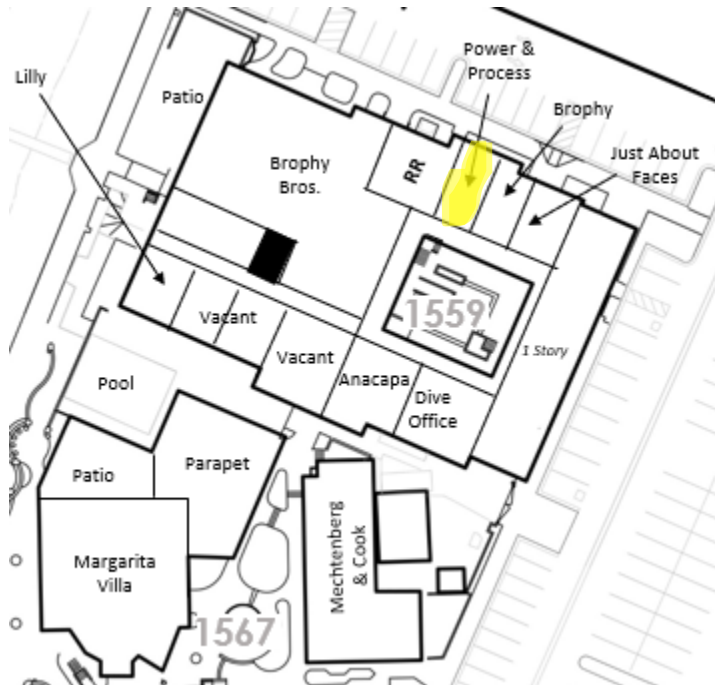 Power &
Process
Lilly
Patio
Brophy
Brophy
Bros.
RR
Just About
Faces
1559
Vacant
Vacant
1 Story
Anacapa
Dive
Office
Pool
Patio
Parapet
Margarita
Villa
Mechtenberg
& Cook
1567